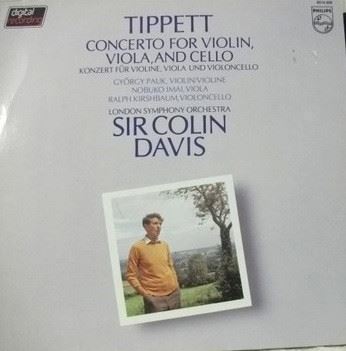 digital
recording
PHILIPS
TIPPETT
CONCERTO FOR VIOLIN,
VIOLA, AND CELLO
KONZERT FÜR VIOLINE, VIOLA UND VIOLONCELLO
GYÖRGY PAUK, VIOLIN/VIOLINE
NOBUKO IMAI, VIOLA
RALPH KIRSHBAUM, VIOLONCELLO
LONDON SYMPHONY ORCHESTRA
SIR COLIN
DAVIS